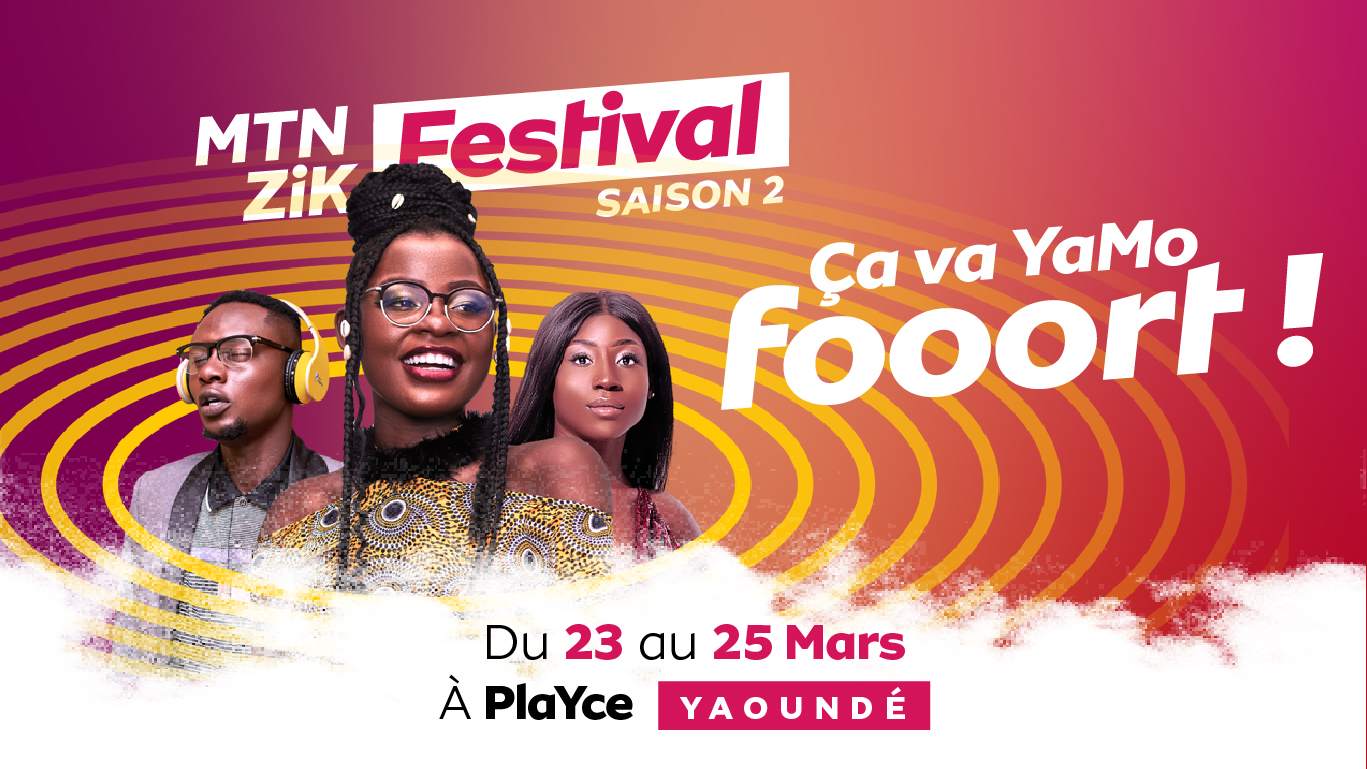 MTN
ZiK
Festival
SAISON 2
Ça va YaMo
fooort !
Du 23 au 25 Mars
À PlaYce YAOUNDÉ